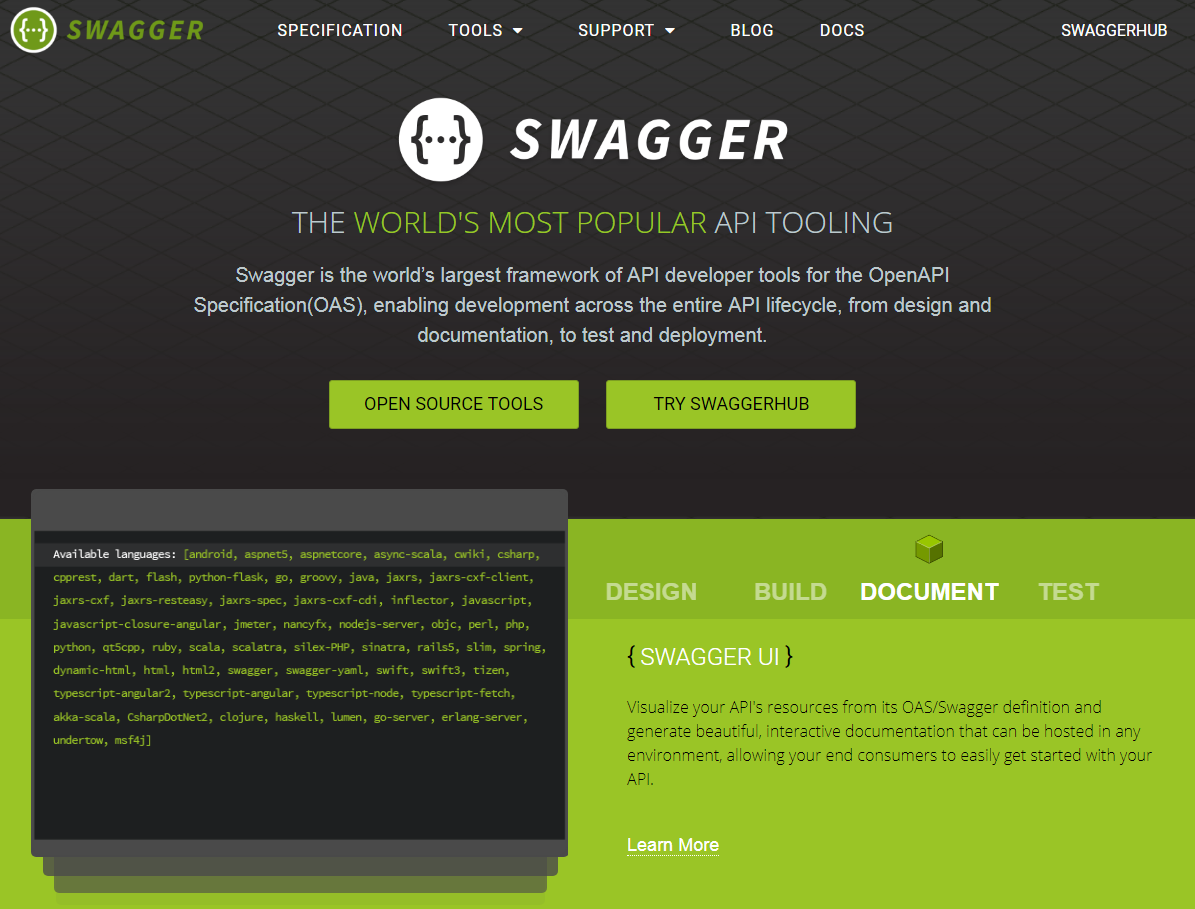 {···} SWAGGER
SPECIFICATION TOOLS SUPPORT BLOG DOCS SWAGGERHUB
{···} SWAGGER
THE WORLD'S MOST POPULAR API TOOLING
Swagger is the world’s largest framework of API developer tools for the OpenAPI
Specification(OAS), enabling development across the entire API lifecycle, from design and
documentation, to test and deployment.
OPEN SOURCE TOOLS
TRY SWAGGERHUB
Available languages: [android, aspnet5, aspnetcore, async-scala, cwiki, csharp,
cpprest, dart, flash, python-flask, go, groovy, java, jaxrs, jaxrs-cxf-client,
jaxrs-cxf, jaxrs-resteasy, jaxrs-spec, jaxrs-cxf-cdi, inflector, javascript,
javascript-closure-angular, jmeter, nancyfx, nodejs-server, objc, perl, php,
python, qt5cpp, ruby, scala, scalatra, silex-PHP, sinatra, rails5, slim, spring,
dynamic-html, html, html2, swagger, swagger-yaml, swift, swift3, tizen,
typescript-angular2, typescript-angular, typescript-node, typescript-fetch,
akka-scala, CsharpDotNet2, clojure, haskell, lumen, go-server, erlang-server,
undertow, msf4j]
DESIGN BUILD DOCUMENT TEST
{ SWAGGER UI }
Visualize your API's resources from its OAS/Swagger definition and
generate beautiful, interactive documentation that can be hosted in any
environment, allowing your end consumers to easily get started with your
API.
Learn More